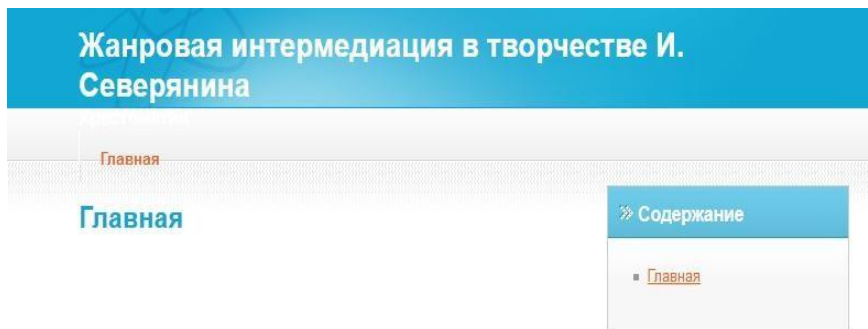 Жанровая интермедиация в творчестве И.
Северянина
Главная
Главная
Содержание
Главная